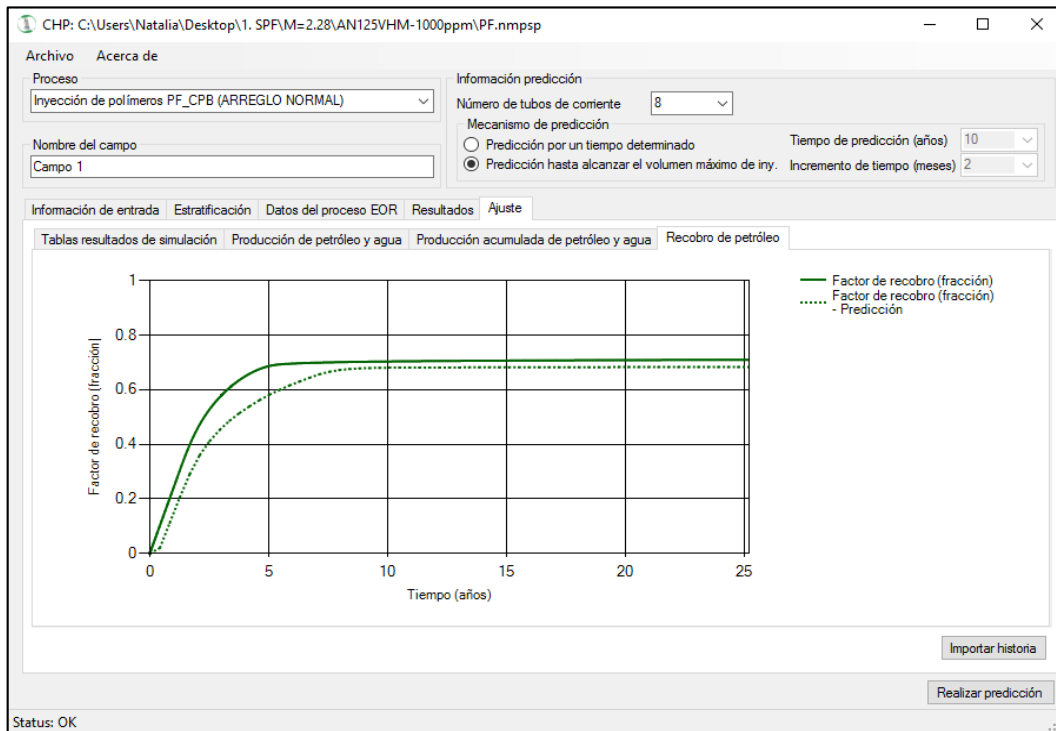 CHP: C:\Users\Natalia\Desktop\1. SPF\M=2.28\AN125VHM-1000ppm\PF.nmpsp
Archivo Acerca de
Proceso
Inyección de polímeros PF_CPB (ARREGLO NORMAL)
Nombre del campo
Campo 1
Información predicción
Número de tubos de corriente 8
Mecanismo de predicción
Predicción por un tiempo determinado
Predicción hasta alcanzar el volumen máximo de iny.
Tiempo de predicción (años) 10
Incremento de tiempo (meses) 2
Información de entrada Estratificación Datos del proceso EOR Resultados Ajuste
Tablas resultados de simulación Producción de petróleo y agua Producción acumulada de petróleo y agua Recobro de petróleo
Factor de recobro (fracción)
1
0.8
0.6
0.4
0.2
0
0 5 10 15 20 25
Tiempo (años)
Factor de recobro (fracción)
Factor de recobro (fracción)
- Predicción
Importar historia
Realizar predicción
Status: OK